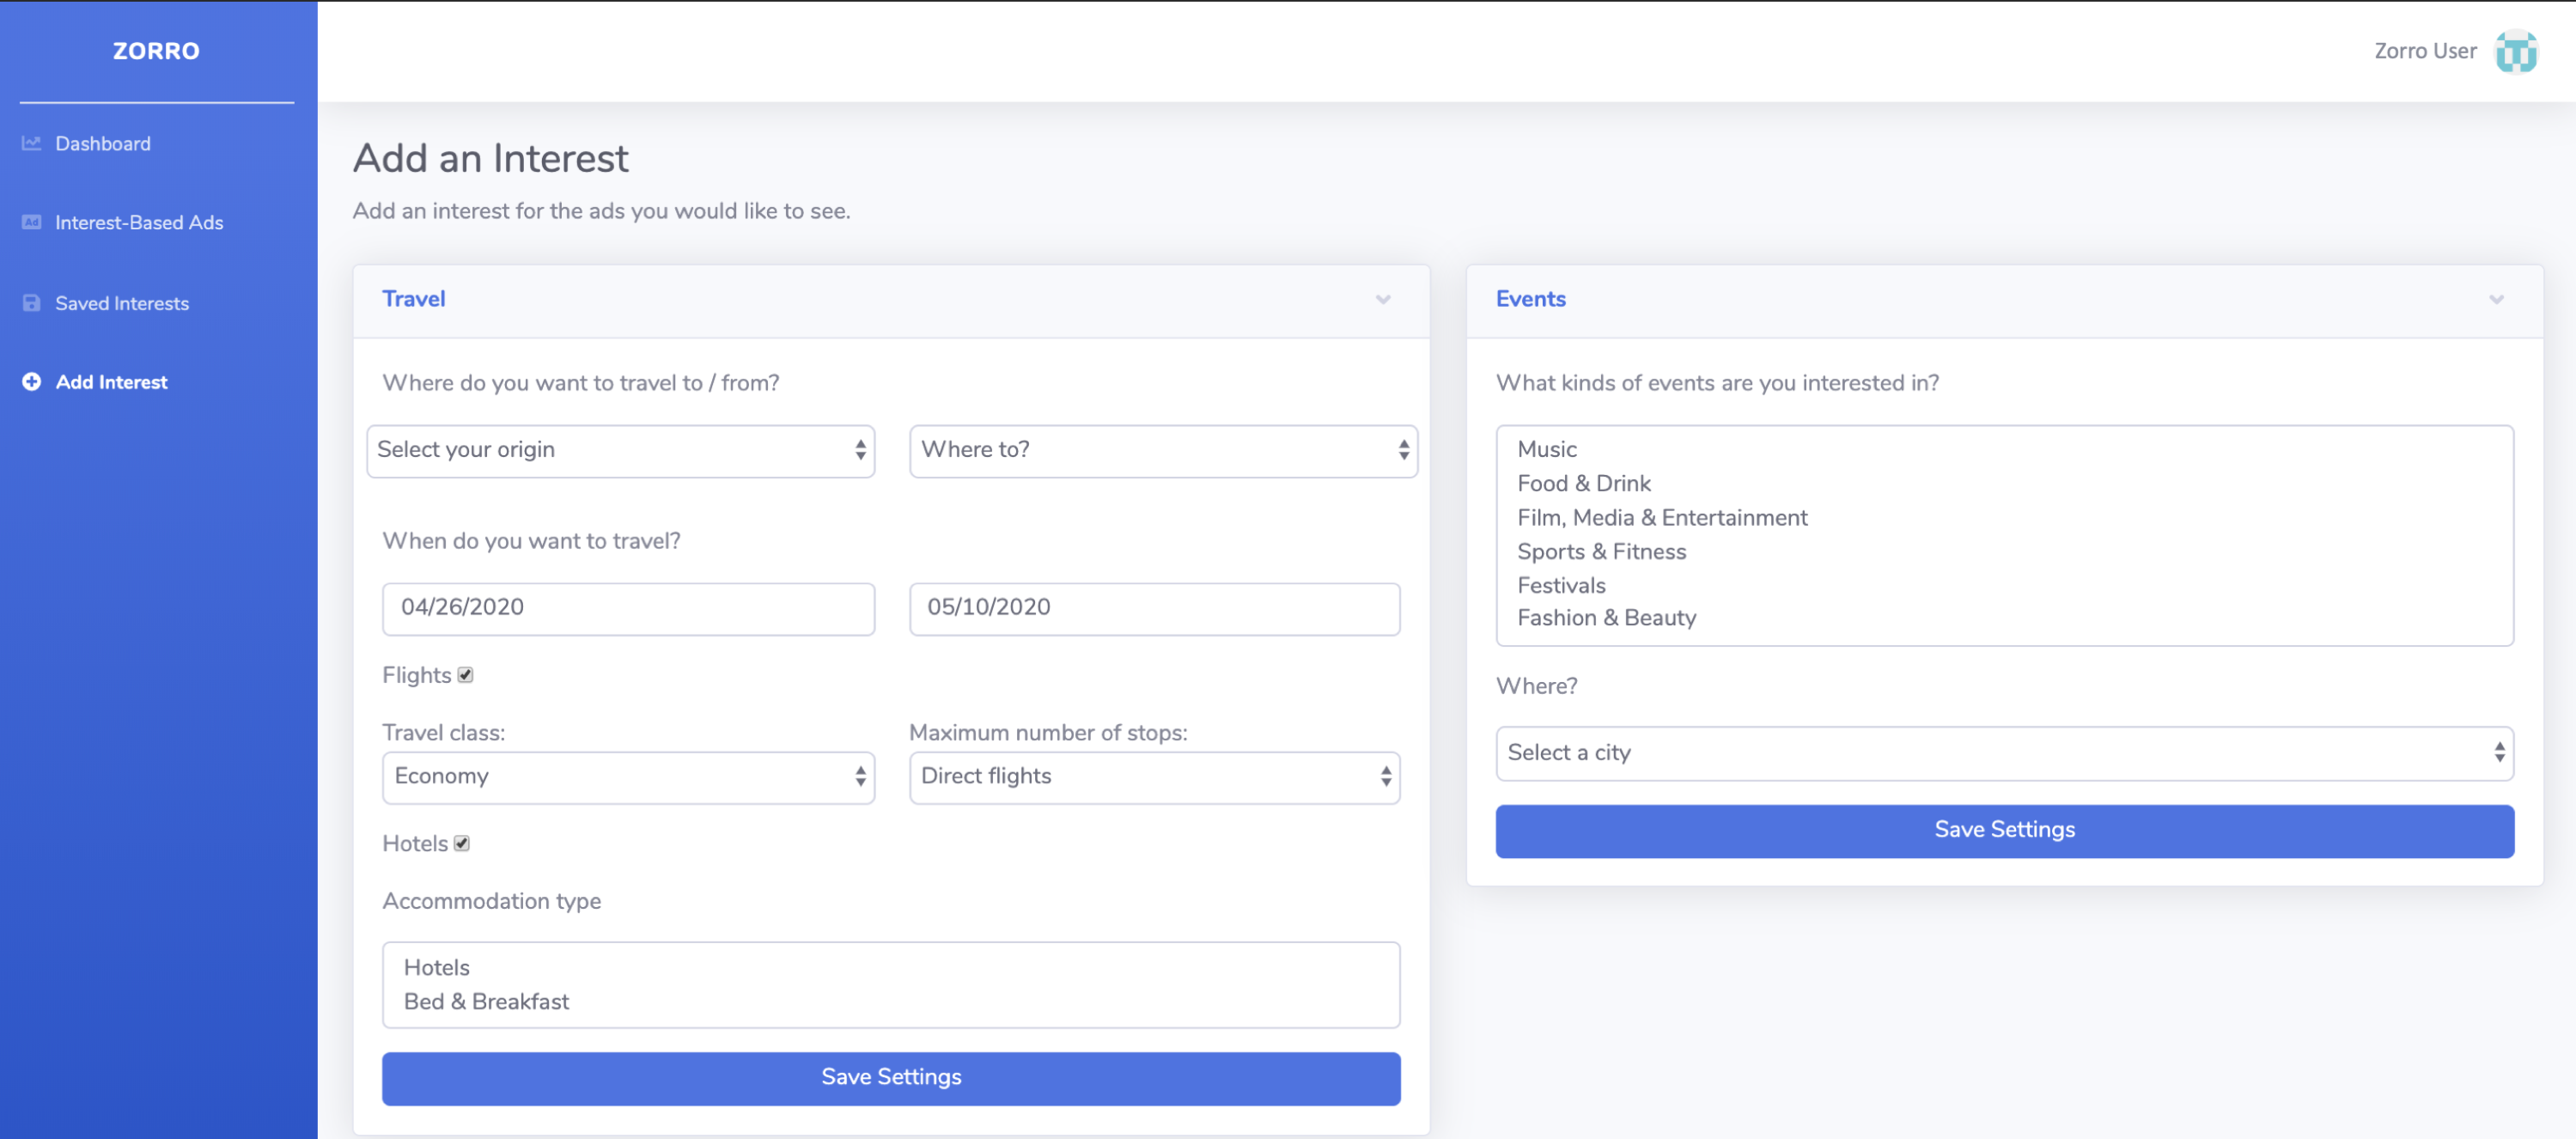 ZORRO
Zorro User
Dashboard
Ad Interest-Based Ads
Saved Interests
Add Interest
Add an Interest
Add an interest for the ads you would like to see.
Travel
Where do you want to travel to / from?
Select your origin
Where to?
When do you want to travel?
04/26/2020
05/10/2020
Flights
Travel class:
Maximum number of stops:
Economy
Direct flights
Hotels
Accommodation type
Hotels
Bed & Breakfast
Save Settings
Events
What kinds of events are you interested in?
Music
Food & Drink
Film, Media & Entertainment
Sports & Fitness
Festivals
Fashion & Beauty
Where?
Select a city
Save Settings